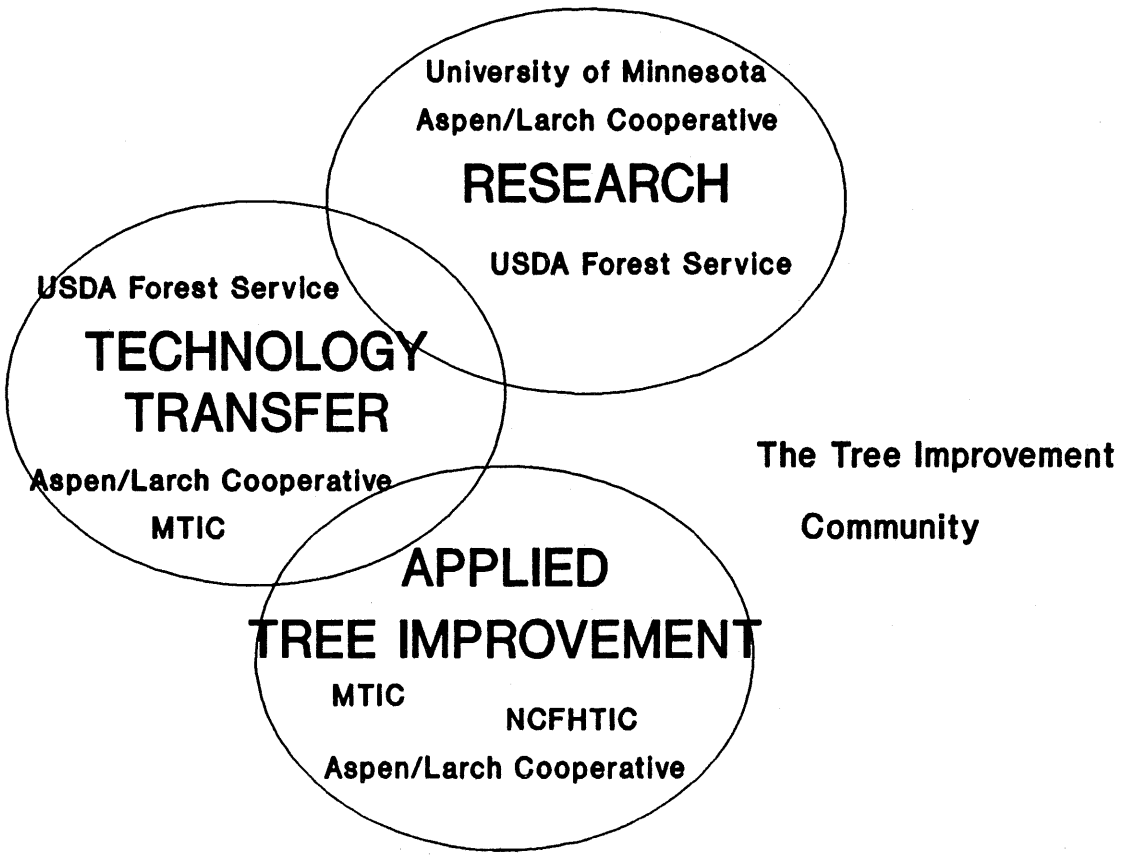 University of Minnesota
Aspen/Larch Cooperative
RESEARCH
USDA Forest Service
USDA Forest Service
TECHNOLOGY
TRANSFER
Aspen/Larch Cooperative
MTIC
The Tree Improvement
Community
APPLIED
TREE IMPROVEMENT
MTIC
NCFHTIC
Aspen/Larch Cooperative